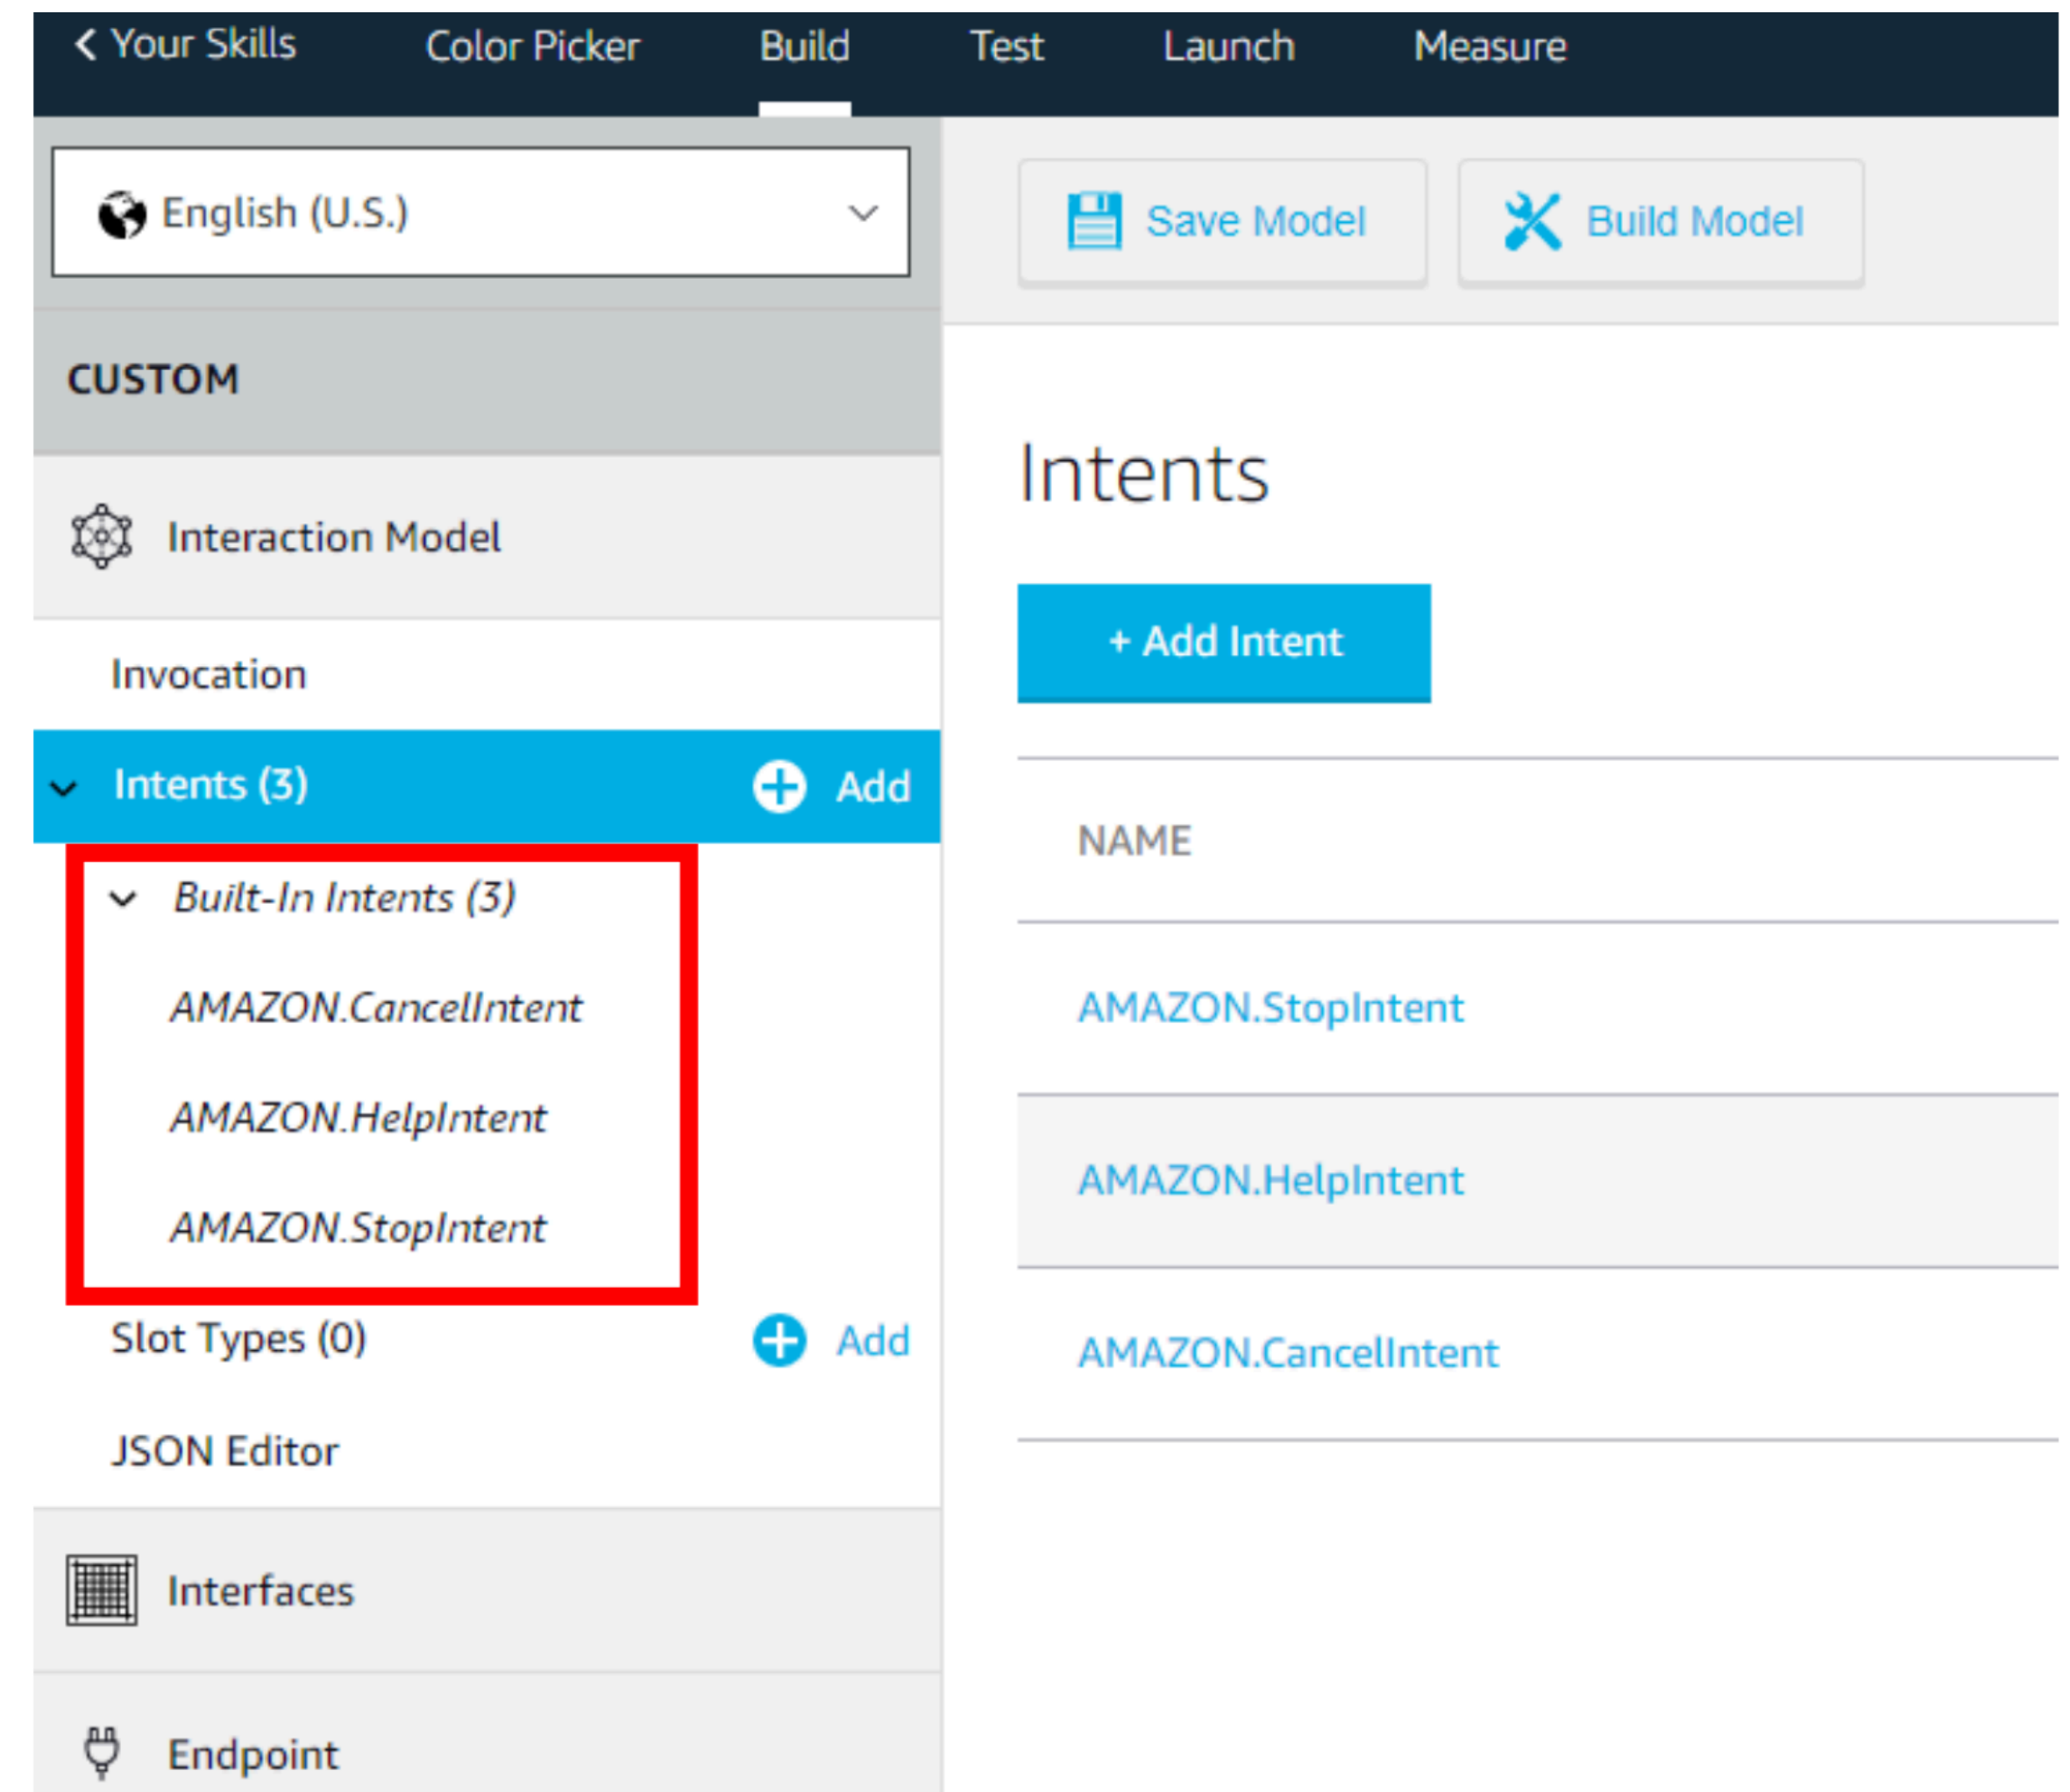 Your Skills Color Picker Build Test Launch Measure
English (U.S.)
Save Model Build Model
CUSTOM
Interaction Model
Invocation
Intents (3) Add
Built-In Intents (3)
AMAZON.CancelIntent
AMAZON.HelpIntent
AMAZON.StopIntent
Slot Types (0) Add
JSON Editor
Interfaces
Endpoint
Intents
+ Add Intent
NAME
AMAZON.StopIntent
AMAZON.HelpIntent
AMAZON.CancelIntent